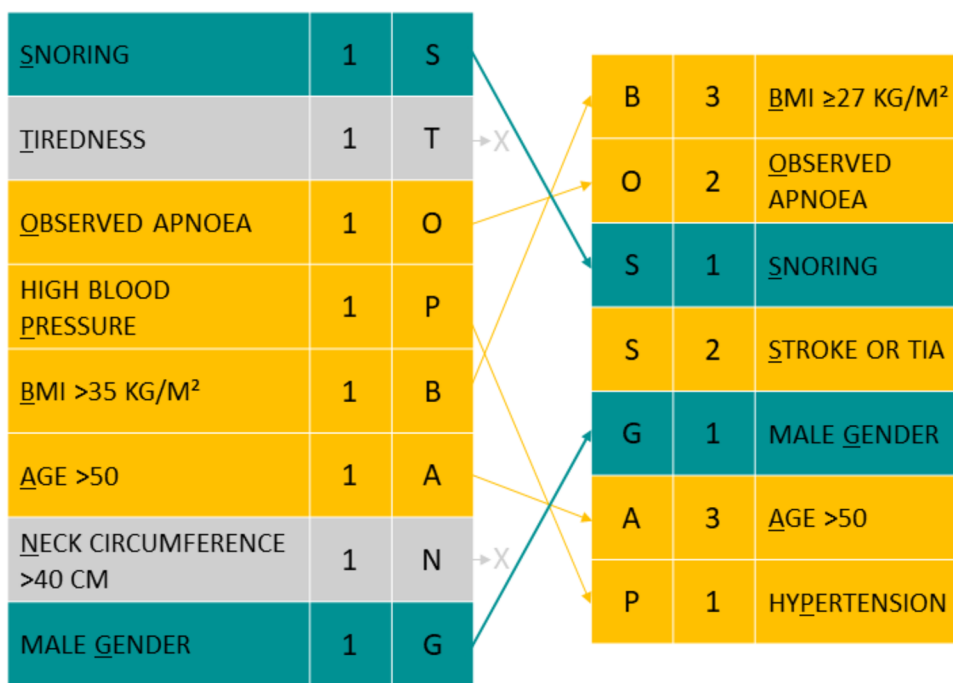 SNORING 1 S
TIREDNESS 1 T X
OBSERVED APNOEA 1 O
HIGH BLOOD
PRESSURE 1 P
BMI >35 KG/M² 1 B
AGE >50 1 A
NECK CIRCUMFERENCE
>40 CM 1 N X
MALE GENDER 1 G
B 3 BMI ≥27 KG/M²
O 2 OBSERVED
APNOEA
S 1 SNORING
S 2 STROKE OR TIA
G 1 MALE GENDER
A 3 AGE >50
P 1 HYPERTENSION